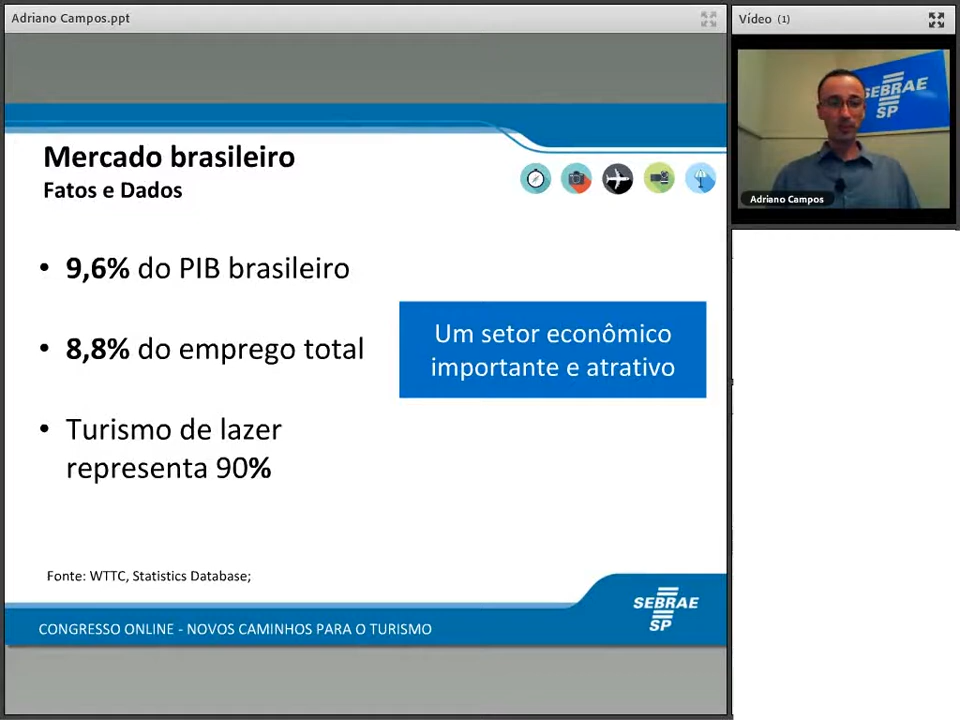 Adriano Campos.ppt
Vídeo (1)
SEBRAE
SP
Adriano Campos
Mercado brasileiro
Fatos e Dados
• 9,6% do PIB brasileiro
• 8,8% do emprego total
• Turismo de lazer
representa 90%
Um setor econômico
importante e atrativo
Fonte: WTTC, Statistics Database;
CONGRESSO ONLINE - NOVOS CAMINHOS PARA O TURISMO
SEBRAE
SP